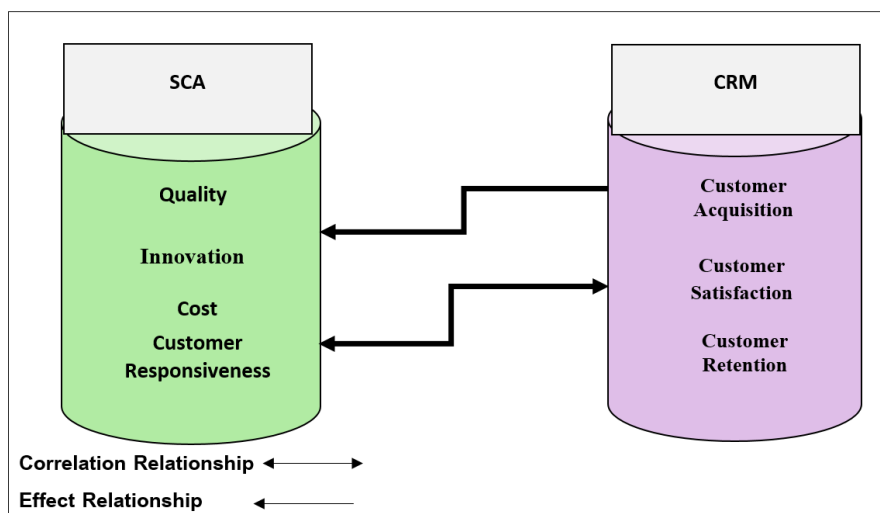 SCA
Quality
Innovation
Cost
Customer
Responsiveness
CRM
Customer
Acquisition
Customer
Satisfaction
Customer
Retention
Correlation Relationship
Effect Relationship